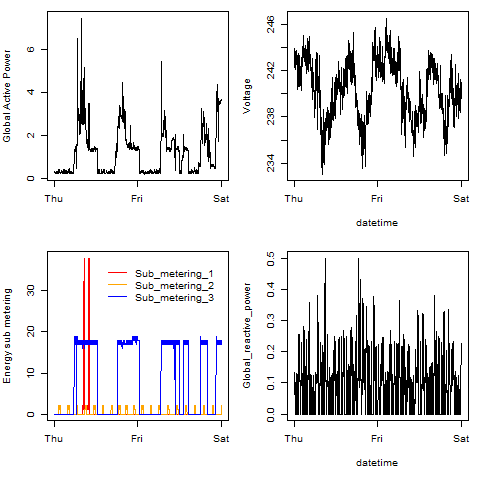 Global Active Power
0 2 4 6
Thu Fri Sat
Voltage
234 238 242 246
Thu Fri Sat
datetime
Energy sub metering
0 10 20 30
Sub_metering_1
Sub_metering_2
Sub_metering_3
Thu Fri Sat
Global_reactive_power
0.0 0.1 0.2 0.3 0.4 0.5
Thu Fri Sat
datetime